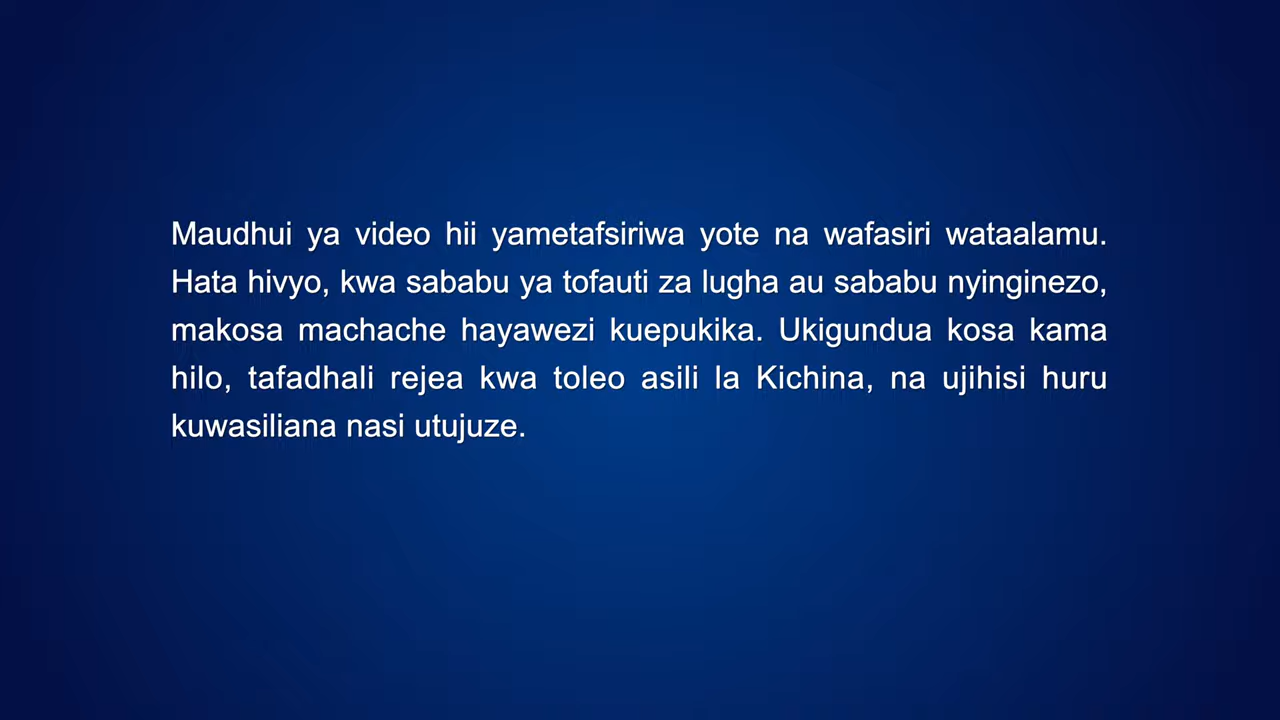 Maudhui ya video hii yametafsiriwa yote na wafasiri wataalamu.
Hata hivyo, kwa sababu ya tofauti za lugha au sababu nyinginezo,
makosa machache hayawezi kuepukika. Ukigundua kosa kama
hilo, tafadhali rejea kwa toleo asili la Kichina, na ujihisi huru
kuwasiliana nasi utujuze.